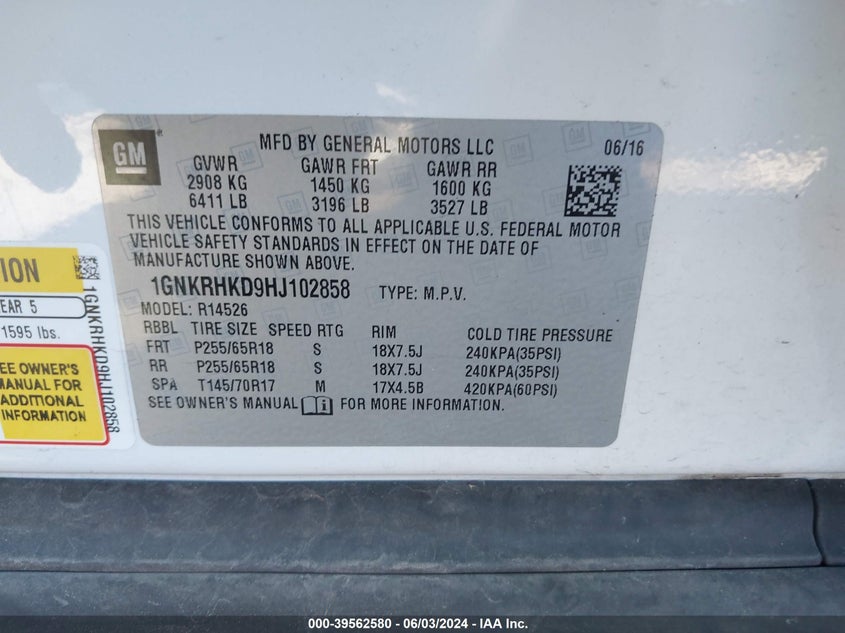 GM
MFD BY GENERAL MOTORS LLC
06/16
GVWR GAWR FRT GAWR RR
2908 KG 1450 KG 1600 KG
6411 LB 3196 LB 3527 LB
THIS VEHICLE CONFORMS TO ALL APPLICABLE U.S. FEDERAL MOTOR
VEHICLE SAFETY STANDARDS IN EFFECT ON THE DATE OF
MANUFACTURE SHOWN ABOVE.
1GNKRHKD9HJ102858 TYPE: M.P.V.
MODEL: R14526
RBBL TIRE SIZE SPEED RTG RIM COLD TIRE PRESSURE
FRT P255/65R18 S 18X7.5J 240KPA(35PSI)
RR P255/65R18 S 18X7.5J 240KPA(35PSI)
SPA T145/70R17 M 17X4.5B 420KPA(60PSI)
SEE OWNER'S MANUAL FOR MORE INFORMATION.
ION
EAR 5
1595 lbs.
EE OWNER'S
MANUAL FOR
ADDITIONAL
INFORMATION
1GNKRHKD9HJ102858
000-39562580 - 06/03/2024 - IAA Inc.